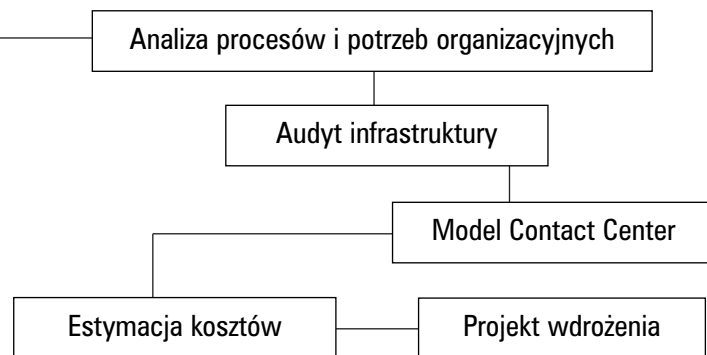 Analiza procesów i potrzeb organizacyjnych
Audyt infrastruktury
Model Contact Center
Estymacja kosztów
Projekt wdrożenia